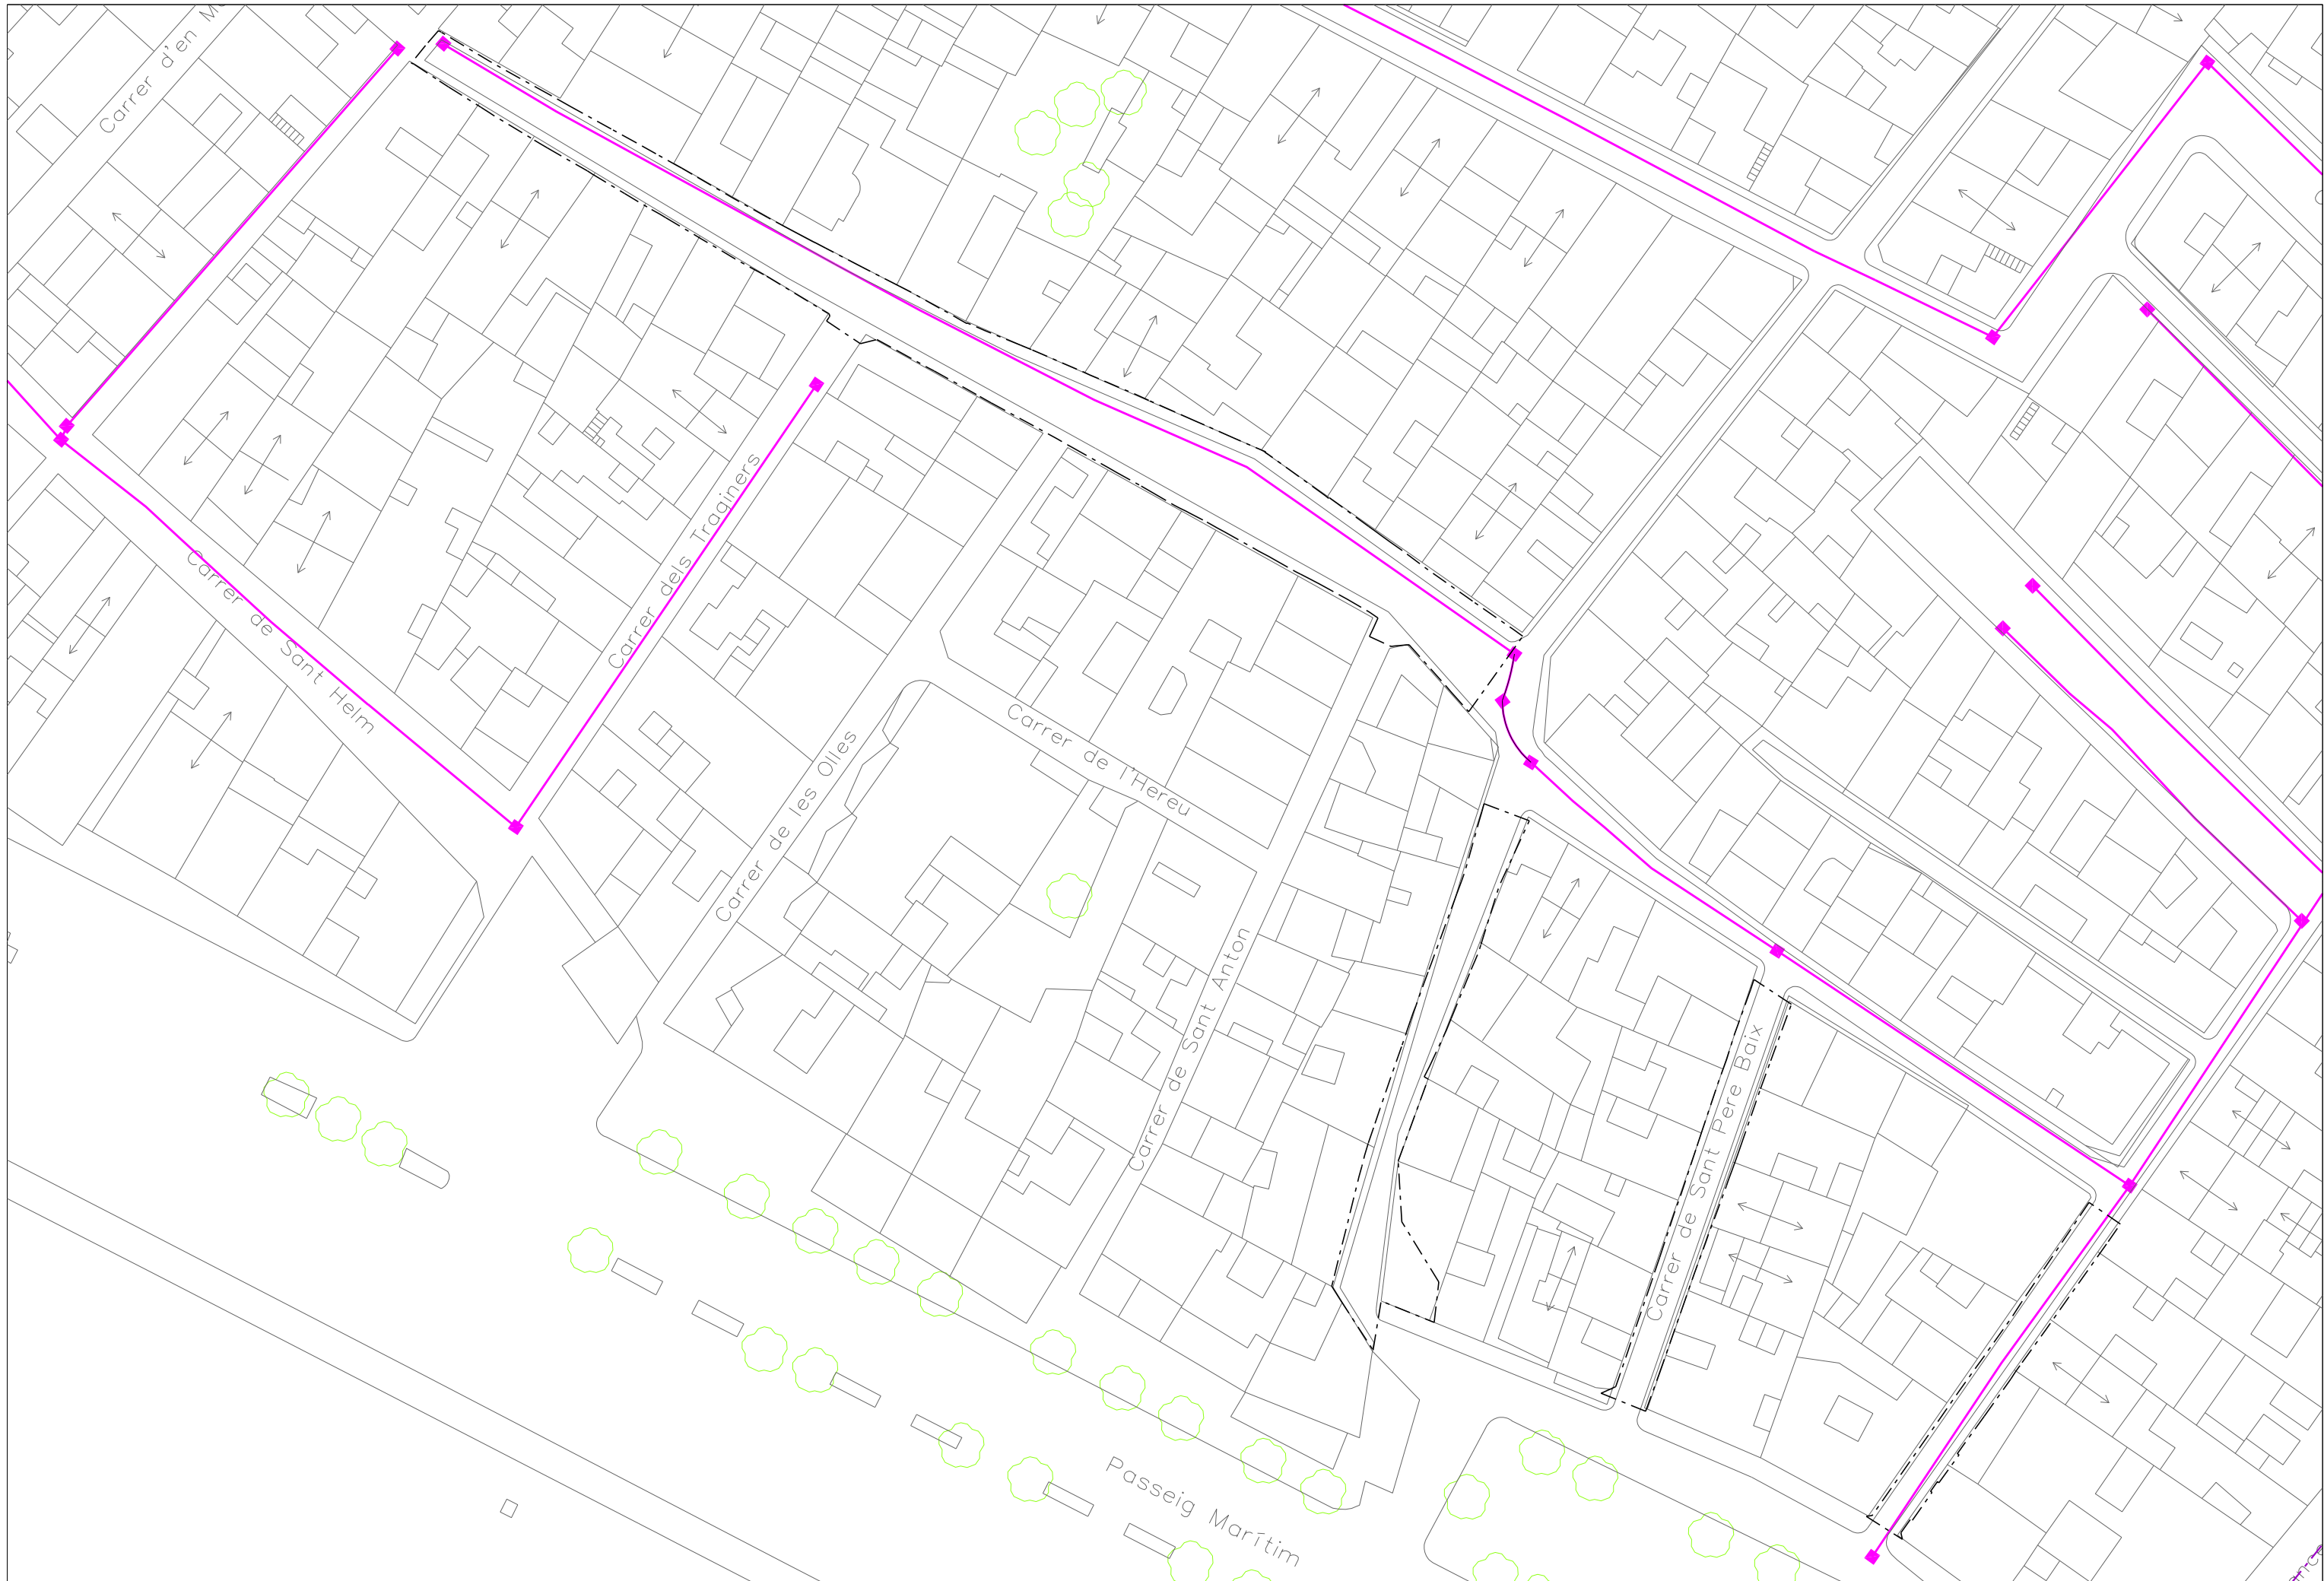 Carrer d'en
Carrer dels Traginers
Carrer de Sant Helm
Carrer de les Olles
Carrer de l'Hereu
Carrer de Sant Anton
Carrer de Sant Pere Baix
Passeig Marítim